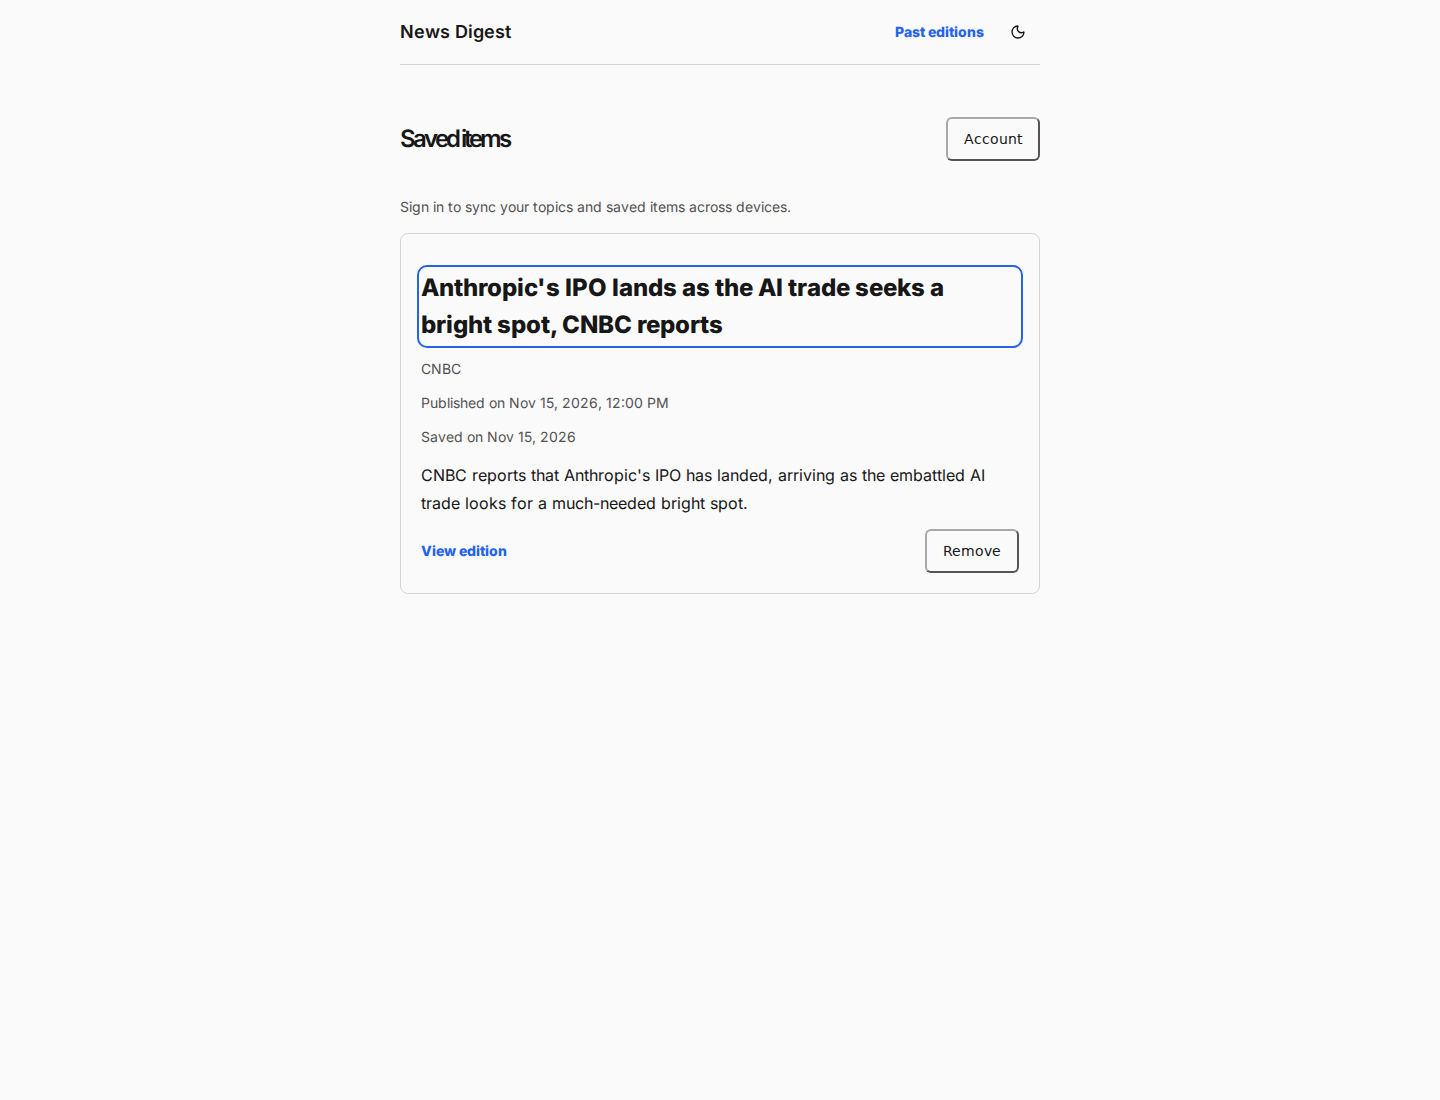 News Digest
Past editions
Saved items
Account
Sign in to sync your topics and saved items across devices.
Anthropic's IPO lands as the AI trade seeks a
bright spot, CNBC reports
CNBC
Published on Nov 15, 2026, 12:00 PM
Saved on Nov 15, 2026
CNBC reports that Anthropic's IPO has landed, arriving as the embattled AI
trade looks for a much-needed bright spot.
View edition
Remove